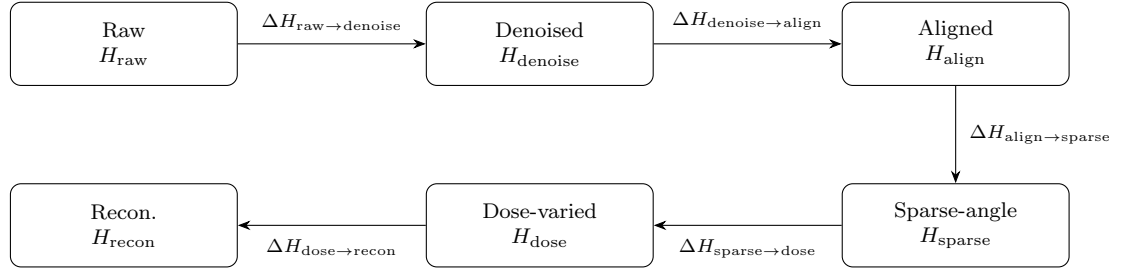 Raw
H_raw
ΔH_raw→denoise
Denoised
H_denoise
ΔH_denoise→align
Aligned
H_align
ΔH_align→sparse
Recon.
H_recon
ΔH_dose→recon
Dose-varied
H_dose
ΔH_sparse→dose
Sparse-angle
H_sparse